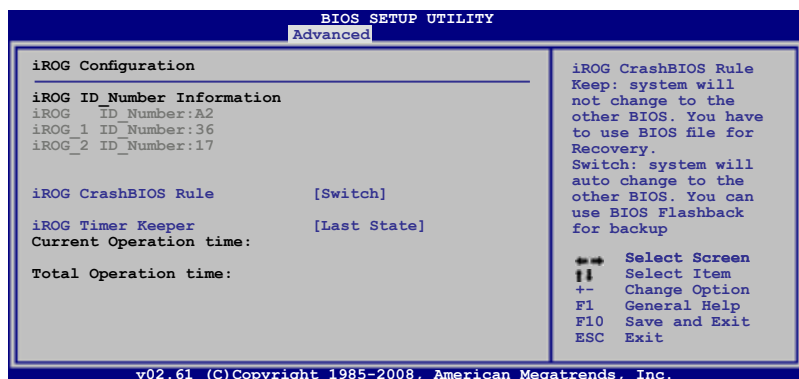 BIOS SETUP UTILITY
Advanced
iROG Configuration
iROG ID_Number Information
iROG ID_Number:A2
iROG_1 ID_Number:36
iROG_2 ID_Number:17
iROG CrashBIOS Rule [Switch]
iROG Timer Keeper [Last State]
Current Operation time:
Total Operation time:
iROG CrashBIOS Rule
Keep: system will
not change to the
other BIOS. You have
to use BIOS file for
Recovery.
Switch: system will
auto change to the
other BIOS. You can
use BIOS Flashback
for backup
←→ Select Screen
↑↓ Select Item
+- Change Option
F1 General Help
F10 Save and Exit
ESC Exit
v02.61 (C)Copyright 1985-2008, American Megatrends, Inc.